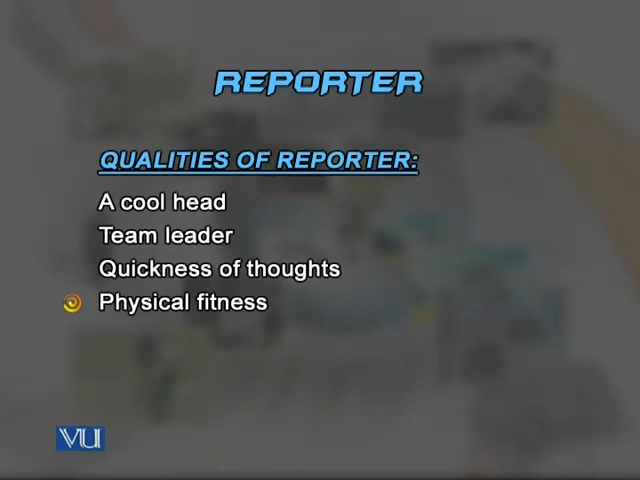 REPORTER
QUALITIES OF REPORTER:
A cool head
Team leader
Quickness of thoughts
Physical fitness
VU